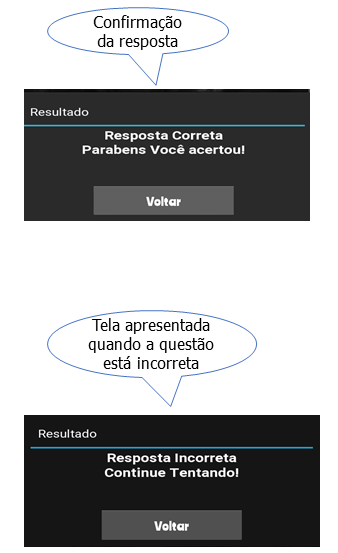 Confirmação
da resposta
Resultado
Resposta Correta
Parabens Você acertou!
Voltar
Tela apresentada
quando a questão
está incorreta
Resultado
Resposta Incorreta
Continue Tentando!
Voltar